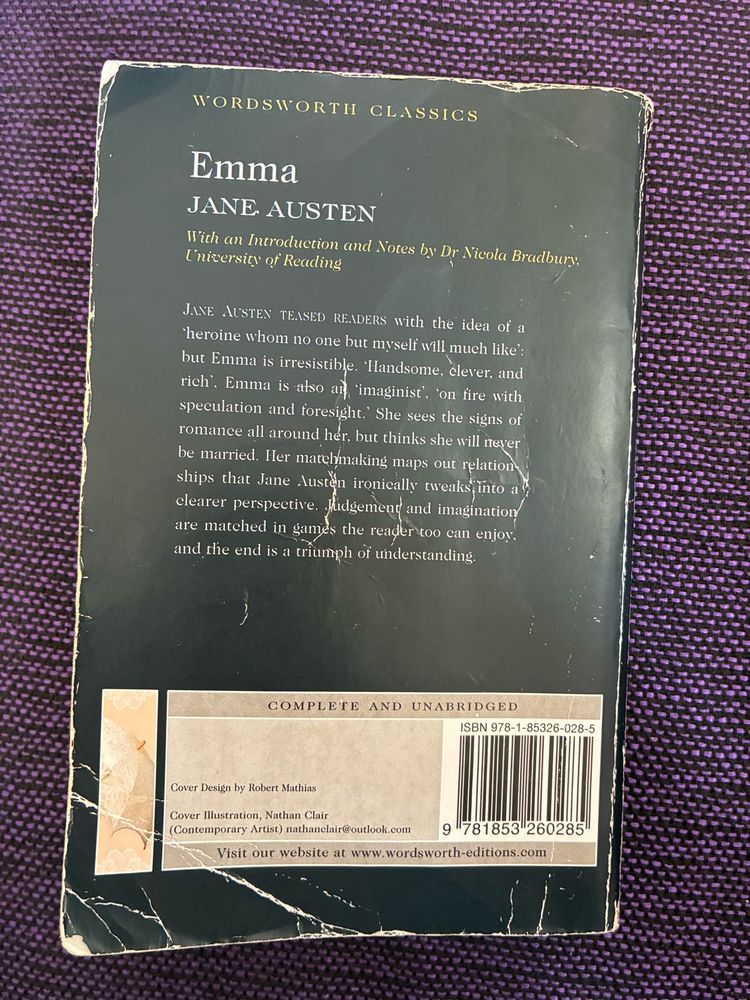 WORDSWORTH CLASSICS
Emma
JANE AUSTEN
With an Introduction and Notes by Dr Nicola Bradbury,
University of Reading
JANE AUSTEN TEASED READERS with the idea of a
'heroine whom no one but myself will much like':
but Emma is irresistible. 'Handsome, clever, and
rich', Emma is also an 'imaginist', 'on fire with
speculation and foresight.' She sees the signs of
romance all around her, but thinks she will never
be married. Her matchmaking maps out relation-
ships that Jane Austen ironically tweaks into a
clearer perspective. Judgement and imagination
are matched in games the reader too can enjoy,
and the end is a triumph of understanding.
COMPLETE AND UNABRIDGED
ISBN 978-1-85326-028-5
Cover Design by Robert Mathias
Cover Illustration, Nathan Clair
(Contemporary Artist) nathanclair@outlook.com
9 781853 260285
Visit our website at www.wordsworth-editions.com